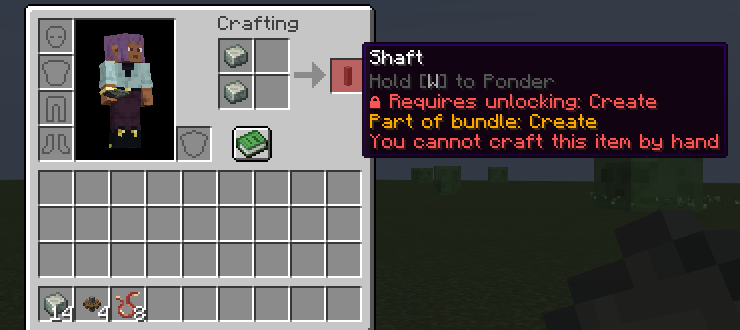 Crafting
Shaft
Hold [W] to Ponder
Requires unlocking: Create
Part of bundle: Create
You cannot craft this item by hand
14 4 8